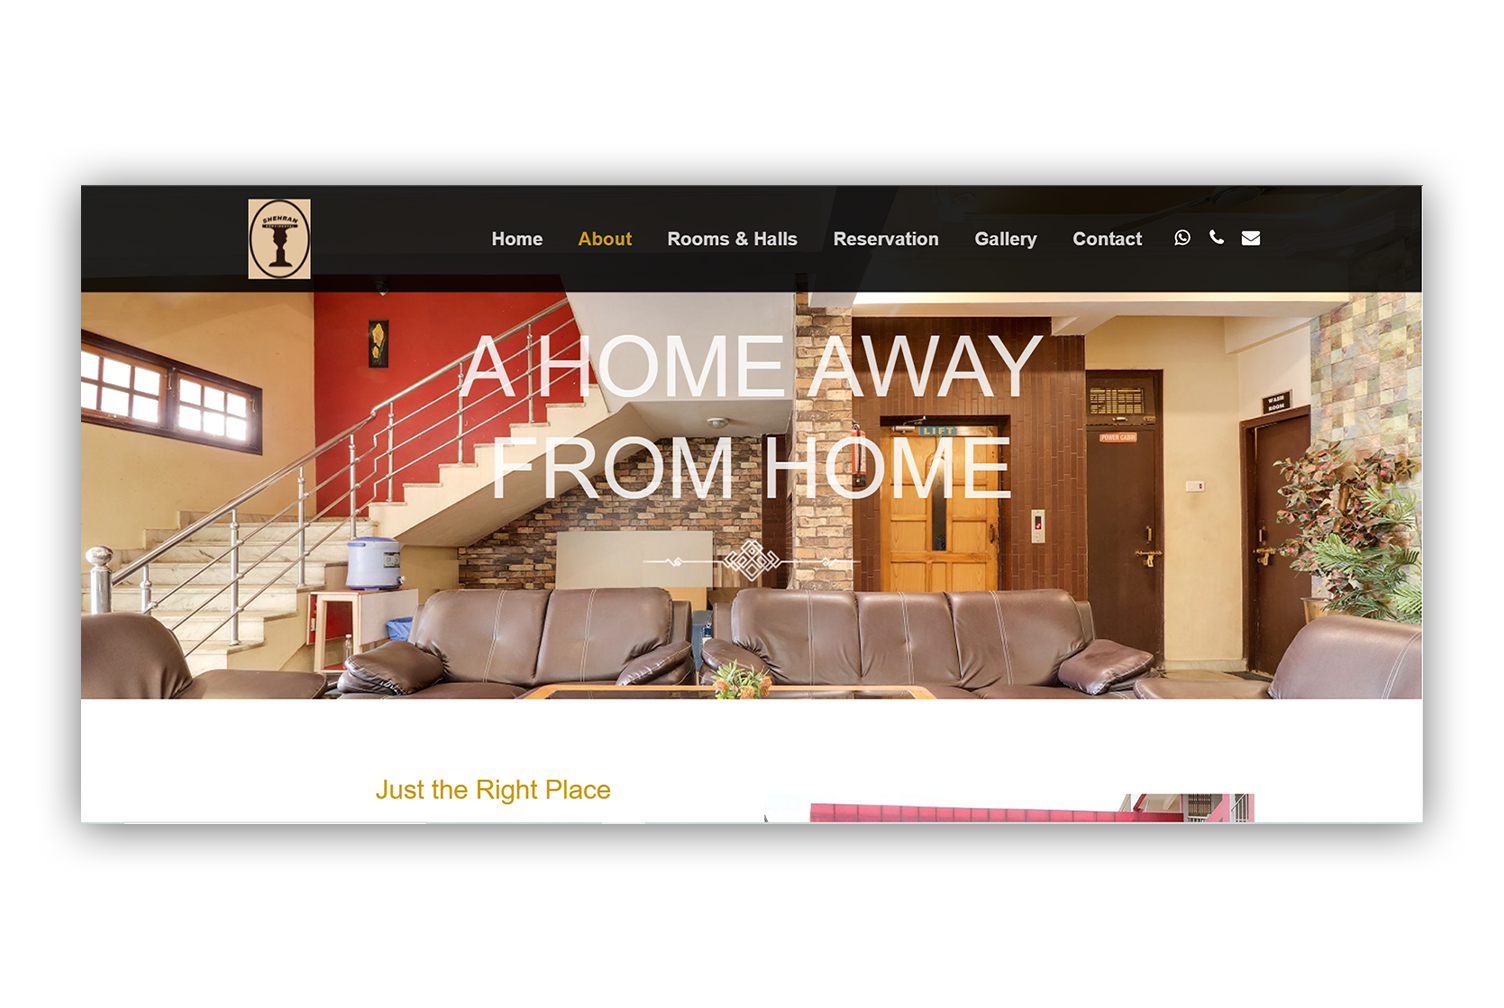 SHEHRAN
Home About Rooms & Halls Reservation Gallery Contact
A HOME AWAY
FROM HOME
LIFT
POWER CABIN
WASH
ROOM
Just the Right Place